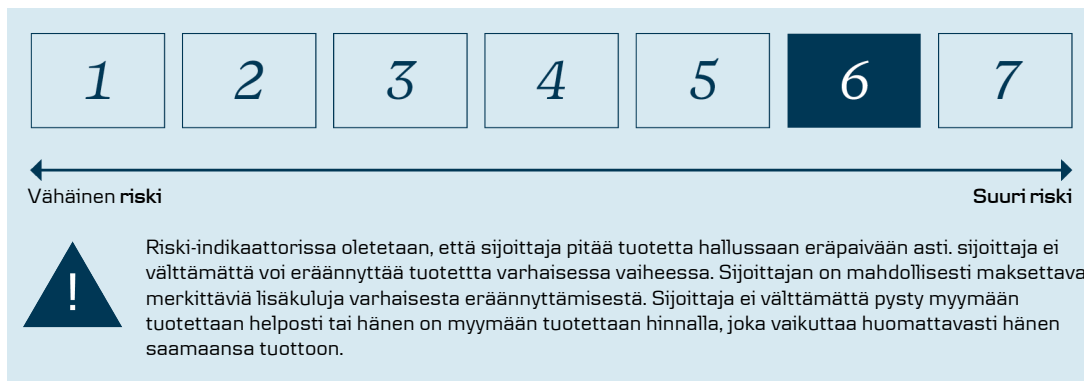 1 2 3 4 5 6 7
Vähäinen riski Suuri riski
Riski-indikaattorissa oletetaan, että sijoittaja pitää tuotetta hallussaan eräpaivään asti. sijoittaja ei
välttämättä voi eräännyttää tuotettta varhaisessa vaiheessa. Sijoittajan on mahdollisesti maksettava
merkittäviä lisäkuluja varhaisesta eräännyttämisestä. Sijoittaja ei välttämättä pysty myymään
tuotettaan helposti tai hänen on myymään tuotettaan hinnalla, joka vaikuttaa huomattavasti hänen
saamaansa tuottoon.
!